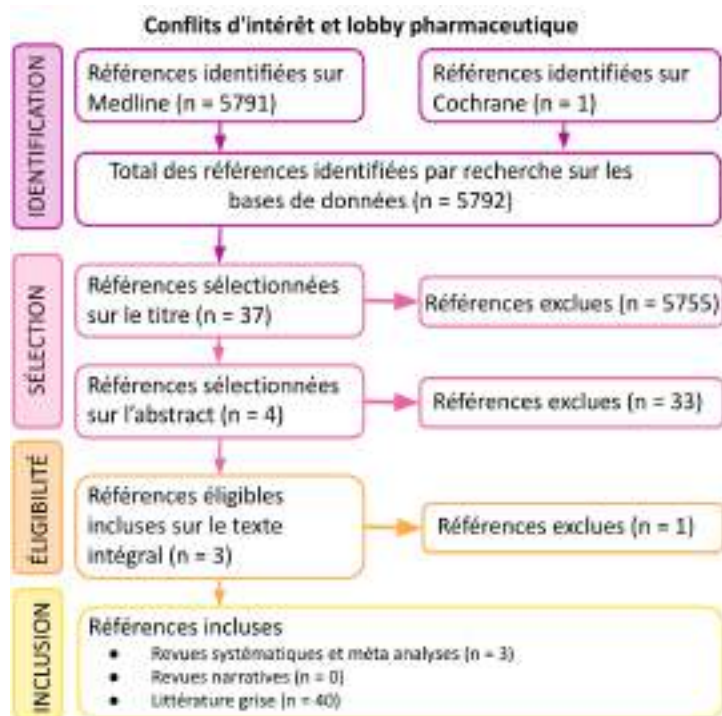 Conflits d'intérêt et lobby pharmaceutique
IDENTIFICATION
Références identifiées sur
Medline (n = 5791)
Références identifiées sur
Cochrane (n = 1)
Total des références identifiées par recherche sur les
bases de données (n = 5792)
SÉLECTION
Références sélectionnées
sur le titre (n = 37)
Références exclues (n = 5755)
Références sélectionnées
sur l'abstract (n = 4)
Références exclues (n = 33)
ÉLIGIBILITÉ
Références éligibles
incluses sur le texte
intégral (n = 3)
Références exclues (n = 1)
INCLUSION
Références incluses
● Revues systématiques et méta analyses (n = 3)
● Revues narratives (n = 0)
● Littérature grise (n = 40)